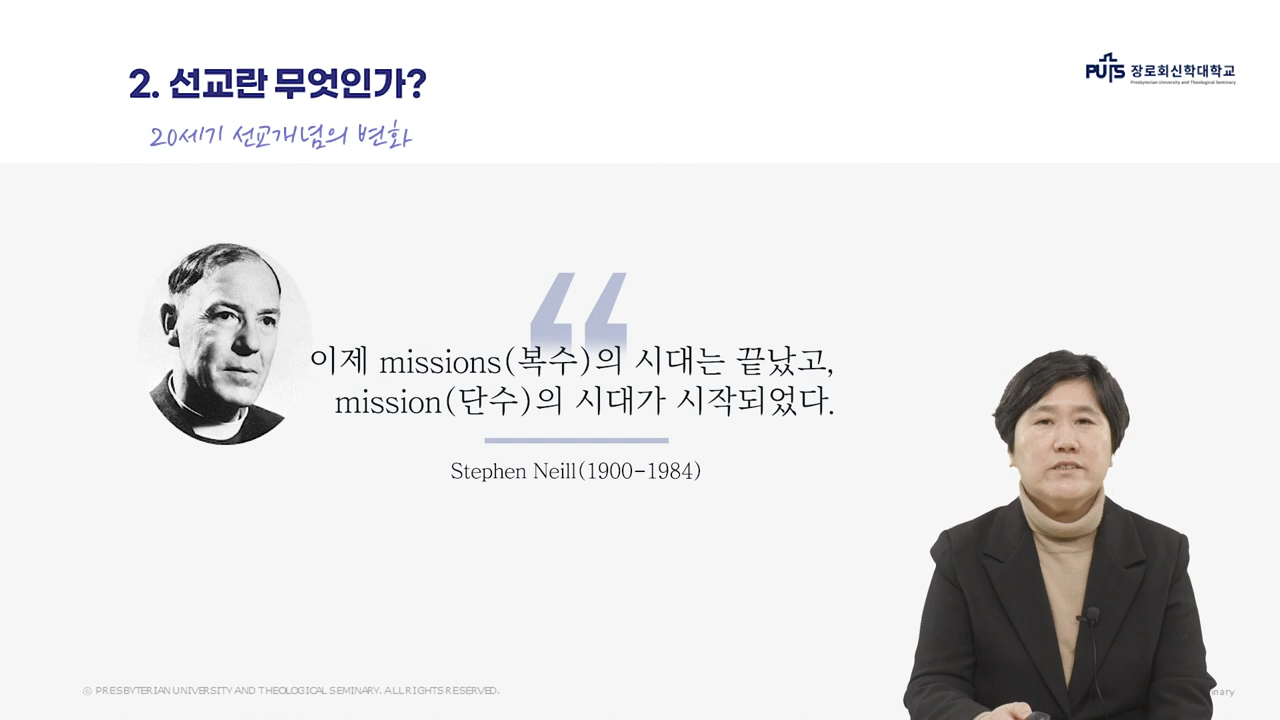 2. 선교란 무엇인가?
20세기 선교개념의 변화
PUTS 장로회신학대학교
Presbyterian University and Theological Seminary
“
이제 missions(복수)의 시대는 끝났고,
mission(단수)의 시대가 시작되었다.
Stephen Neill(1900-1984)
© PRESBYTERIAN UNIVERSITY AND THEOLOGICAL SEMINARY. ALL RIGHTS RESERVED.